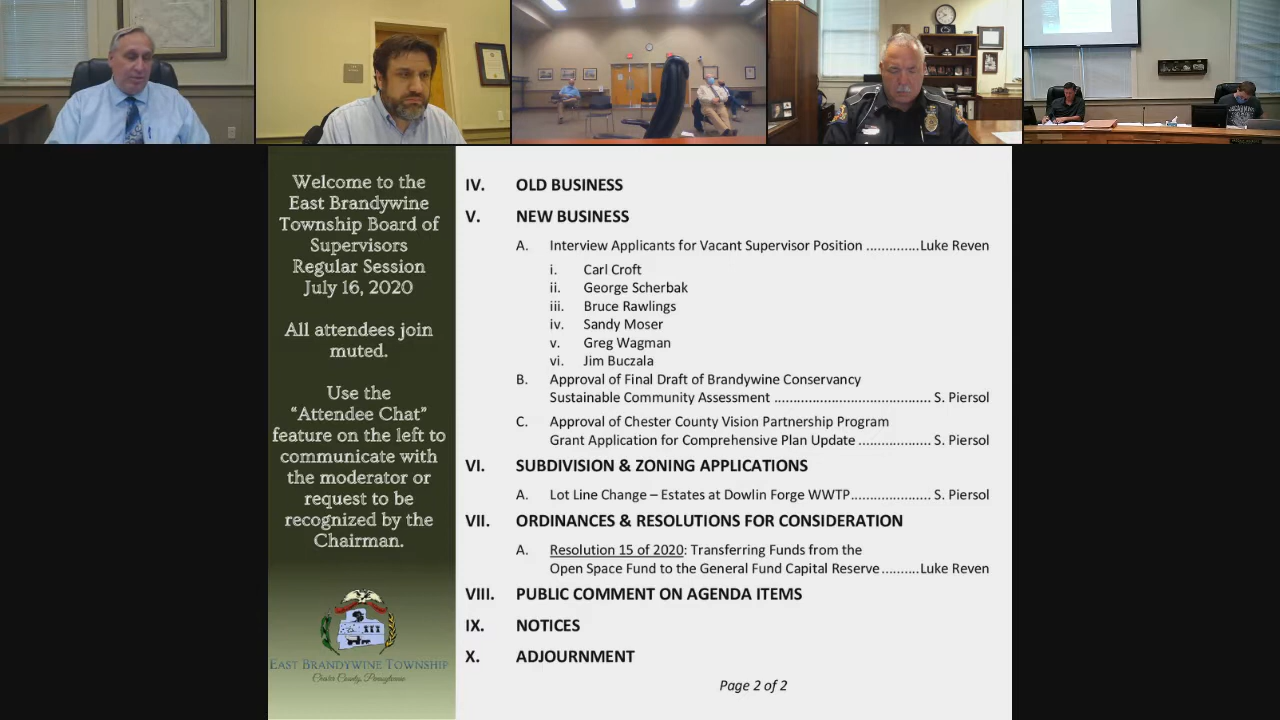 Welcome to the
East Brandywine
Township Board of
Supervisors
Regular Session
July 16, 2020
All attendees join
muted.
Use the
“Attendee Chat”
feature on the left to
communicate with
the moderator or
request to be
recognized by the
Chairman.
EAST BRANDYWINE TOWNSHIP
Chester County, Pennsylvania
IV. OLD BUSINESS
V. NEW BUSINESS
A. Interview Applicants for Vacant Supervisor Position .............Luke Reven
i. Carl Croft
ii. George Scherbak
iii. Bruce Rawlings
iv. Sandy Moser
v. Greg Wagman
vi. Jim Buczala
B. Approval of Final Draft of Brandywine Conservancy
Sustainable Community Assessment ...................................... S. Piersol
C. Approval of Chester County Vision Partnership Program
Grant Application for Comprehensive Plan Update .................. S. Piersol
VI. SUBDIVISION & ZONING APPLICATIONS
A. Lot Line Change – Estates at Dowlin Forge WWTP..................... S. Piersol
VII. ORDINANCES & RESOLUTIONS FOR CONSIDERATION
A. Resolution 15 of 2020: Transferring Funds from the
Open Space Fund to the General Fund Capital Reserve..........Luke Reven
VIII. PUBLIC COMMENT ON AGENDA ITEMS
IX. NOTICES
X. ADJOURNMENT
Page 2 of 2